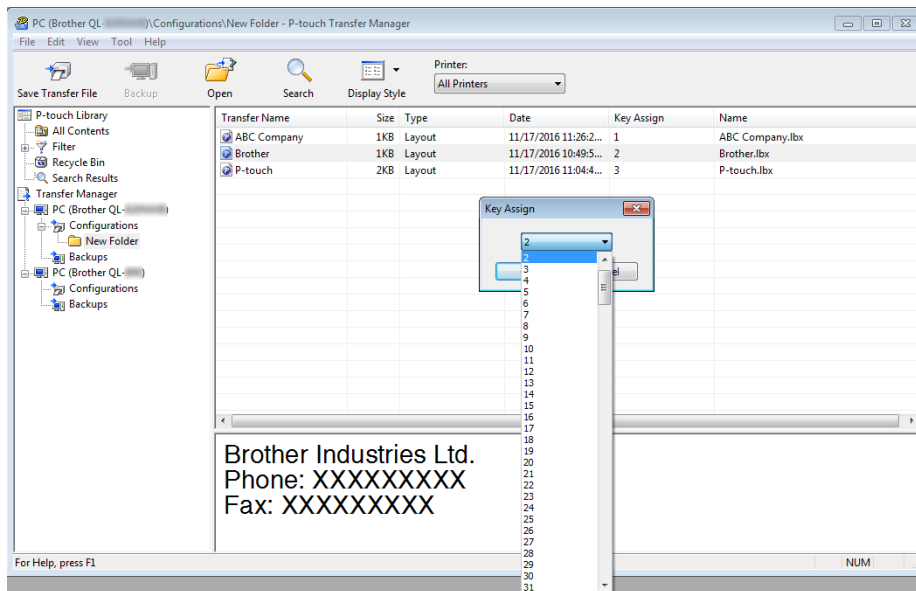 PC (Brother QL- )\Configurations\New Folder - P-touch Transfer Manager
File Edit View Tool Help
Printer:
All Printers
Save Transfer File Backup Open Search Display Style
P-touch Library
All Contents
Filter
Recycle Bin
Search Results
Transfer Manager
PC (Brother QL- )
Configurations
New Folder
Backups
PC (Brother QL- )
Configurations
Backups
Transfer Name Size Type Date Key Assign Name
ABC Company 1KB Layout 11/17/2016 11:26:2... 1 ABC Company.lbx
Brother 1KB Layout 11/17/2016 10:49:5... 2 Brother.lbx
P-touch 2KB Layout 11/17/2016 11:04:4... 3 P-touch.lbx
Key Assign
2
2
3
el
4
5
6
7
8
9
10
11
12
13
14
15
16
17
18
19
20
21
22
23
24
25
26
27
28
29
30
31
Brother Industries Ltd.
Phone: XXXXXXXXX
Fax: XXXXXXXXX
For Help, press F1
NUM